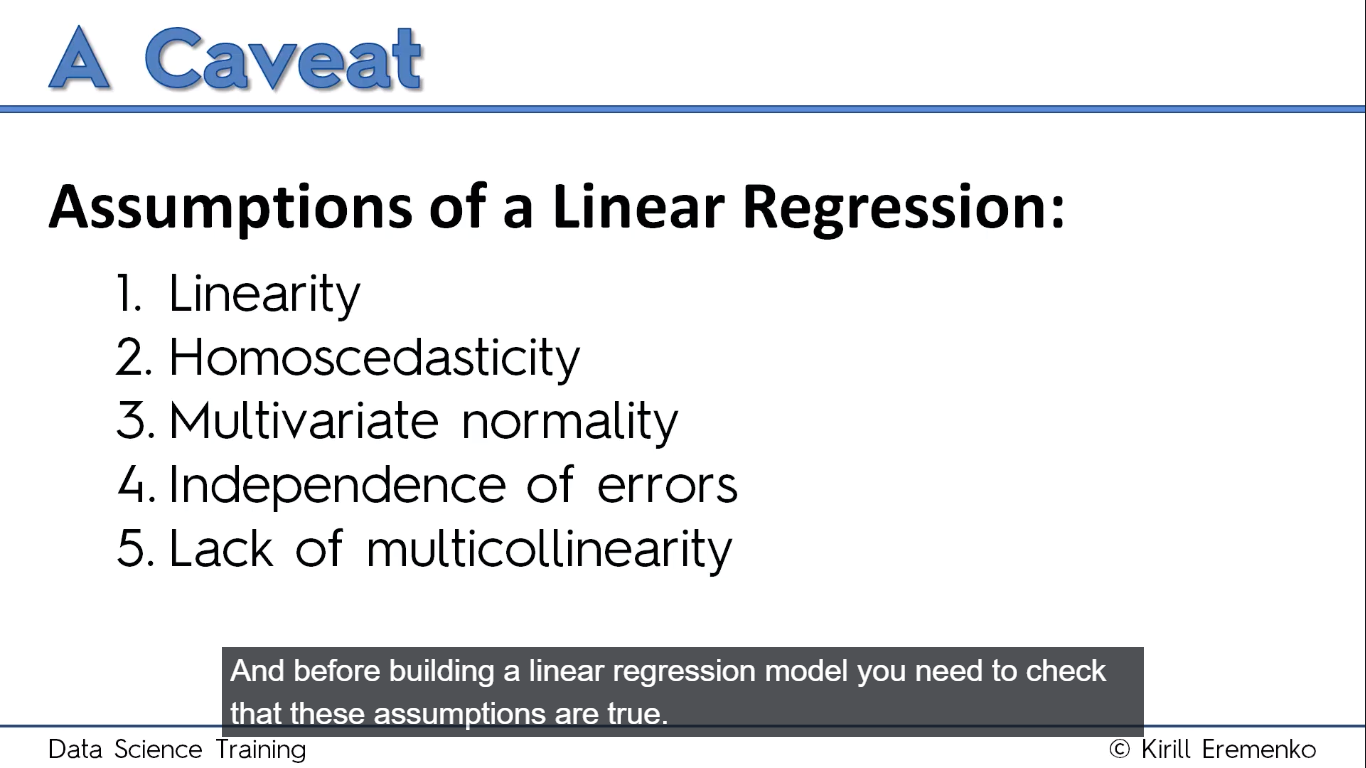 A Caveat
Assumptions of a Linear Regression:
1. Linearity
2. Homoscedasticity
3. Multivariate normality
4. Independence of errors
5. Lack of multicollinearity
And before building a linear regression model you need to check
that these assumptions are true.
Data Science Training
© Kirill Eremenko